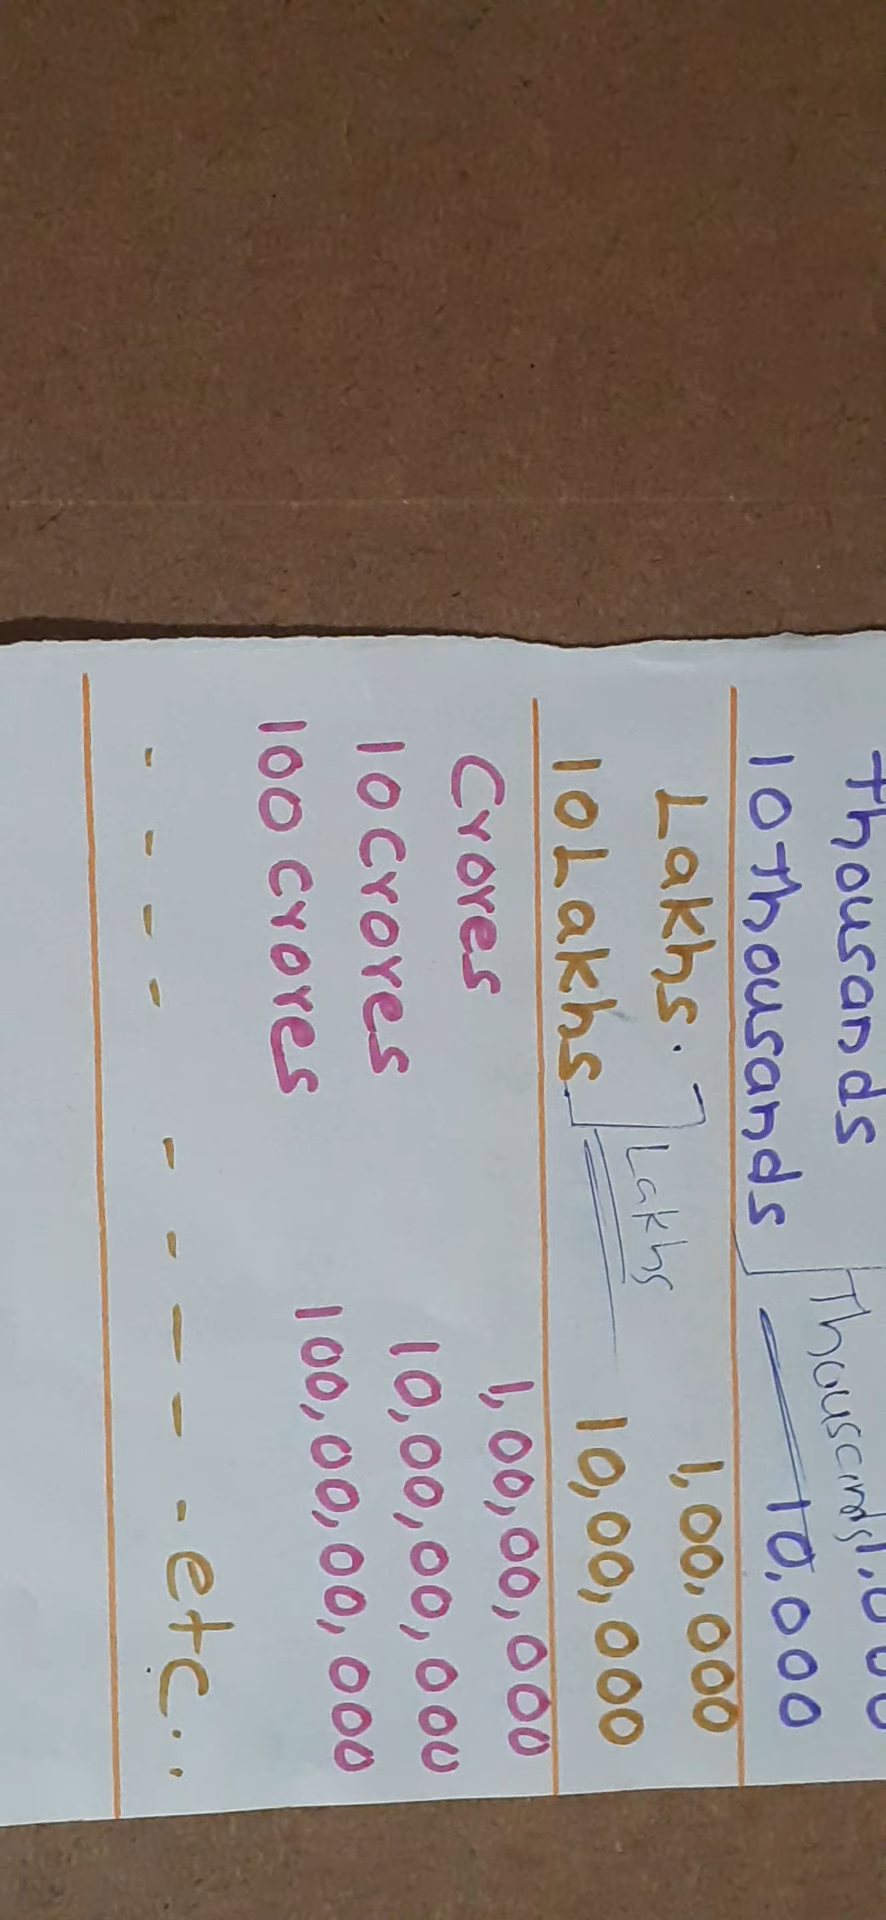 Thousands
10 Thousands 10,000
Thousands
Lakhs. 1,00,000
10 Lakhs 10,00,000
Lakhs
Crores 1,00,00,000
10 Crores 10,00,00,000
100 Crores 100,00,00,000
- - - - - - - - - etc..